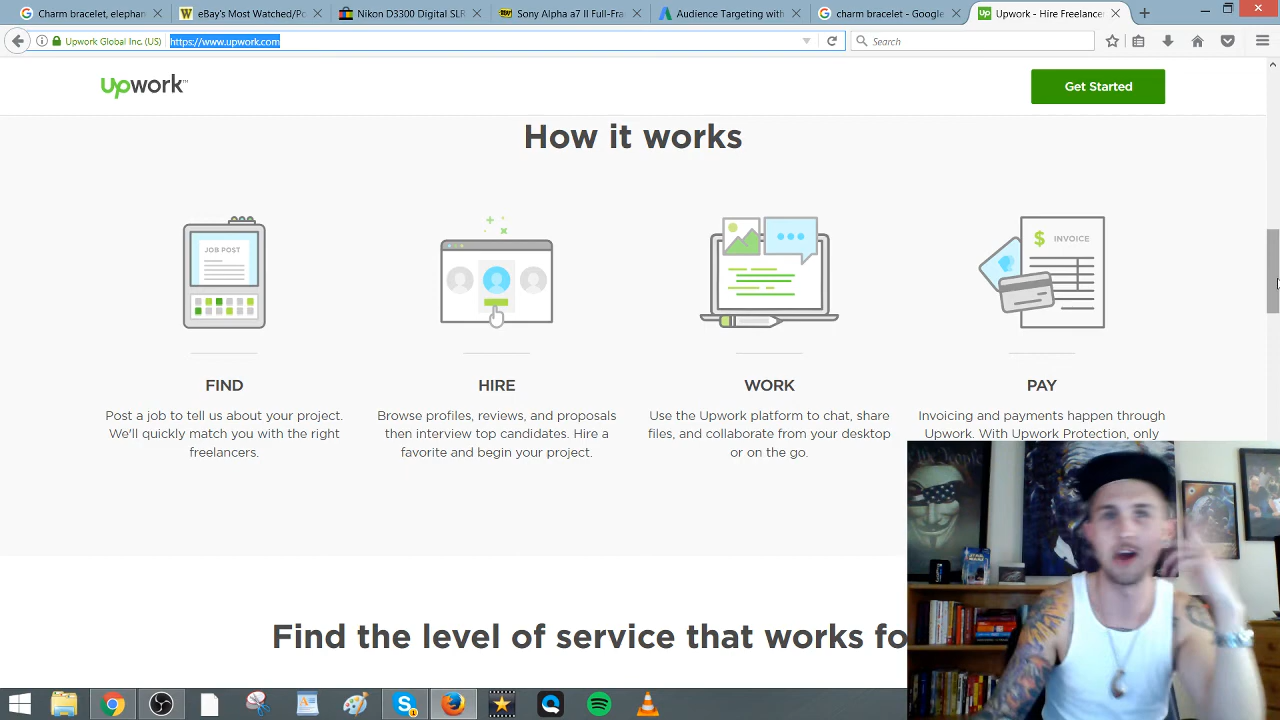 Charm bracelet, elephan
eBay's Most Watched/Po
Nikon D3300 Digital SLR
Sony Alpha a7 II Full-Fra
Audience Targeting with
charm bracelet - Google
Upwork - Hire Freelancer
Upwork Global Inc. (US)
https://www.upwork.com
Search
Upwork™
Get Started
How it works
JOB POST
$ INVOICE
FIND
Post a job to tell us about your project.
We'll quickly match you with the right
freelancers.
HIRE
Browse profiles, reviews, and proposals
then interview top candidates. Hire a
favorite and begin your project.
WORK
Use the Upwork platform to chat, share
files, and collaborate from your desktop
or on the go.
PAY
Invoicing and payments happen through
Upwork. With Upwork Protection, only
Find the level of service that works fo